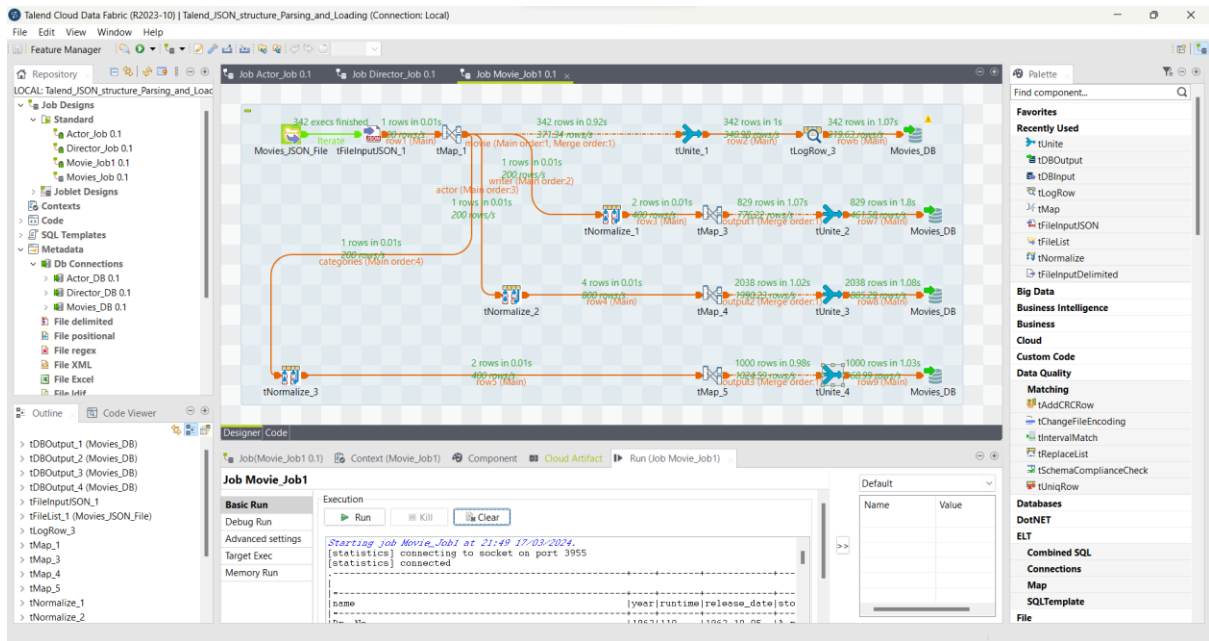 Talend Cloud Data Fabric (R2023-10) | Talend_JSON_structure_Parsing_and_Loading (Connection: Local)
File Edit View Window Help
Feature Manager
Repository
LOCAL: Talend_JSON_structure_Parsing_and_Loac
Job Designs
Standard
Actor_Job 0.1
Director_Job 0.1
Movie_Job1 0.1
Movies_Job 0.1
Joblet Designs
Contexts
Code
SQL Templates
Metadata
Db Connections
Actor_DB 0.1
Director_DB 0.1
Movies_DB 0.1
File delimited
File positional
File regex
File XML
File Excel
File ldif
Outline Code Viewer
tDBOutput_1 (Movies_DB)
tDBOutput_2 (Movies_DB)
tDBOutput_3 (Movies_DB)
tDBOutput_4 (Movies_DB)
tFileInputJSON_1
tFileList_1 (Movies_JSON_File)
tLogRow_3
tMap_1
tMap_3
tMap_4
tMap_5
tNormalize_1
tNormalize_2
Job Actor_Job 0.1 Job Director_Job 0.1 Job Movie_Job1 0.1
342 execs finished 1 rows in 0.01s 342 rows in 0.92s 342 rows in 1s 342 rows in 1.07s
371.34 rows/s
Iterate row1 (Main) movie (Main order:1, Merge order:1) row2 (Main) row6 (Main)
Movies_JSON_File tFileInputJSON_1 tMap_1 tUnite_1 tLogRow_3 Movies_DB
1 rows in 0.01s
200 rows/s
writer (Main order:2)
actor (Main order:3)
1 rows in 0.01s 2 rows in 0.01s 829 rows in 1.07s 829 rows in 1.8s
200 rows/s 400 rows/s 776.22 rows/s 461.58 rows/s
row3 (Main) output1 (Merge order:1) row7 (Main)
tNormalize_1 tMap_3 tUnite_2 Movies_DB
1 rows in 0.01s
200 rows/s
categories (Main order:4)
4 rows in 0.01s 2038 rows in 1.02s 2038 rows in 1.08s
800 rows/s
row4 (Main) output2 (Merge order:1) row8 (Main)
tNormalize_2 tMap_4 tUnite_3 Movies_DB
2 rows in 0.01s 1000 rows in 0.98s 1000 rows in 1.03s
400 rows/s 1024.59 rows/s
row5 (Main) output3 (Merge order:1) row9 (Main)
tNormalize_3 tMap_5 tUnite_4 Movies_DB
Designer Code
Job(Movie_Job1 0.1) Context (Movie_Job1) Component Cloud Artifact Run (Job Movie_Job1)
Job Movie_Job1
Basic Run
Debug Run
Advanced settings
Target Exec
Memory Run
Execution
Run Kill Clear
Starting job Movie_Job1 at 21:49 17/03/2024.
[statistics] connecting to socket on port 3955
[statistics] connected
|name |year|runtime|release_date|sto
>>
Default
Name Value
Palette
Find component...
Favorites
Recently Used
tUnite
tDBOutput
tDBInput
tLogRow
tMap
tFileInputJSON
tFileList
tNormalize
tFileInputDelimited
Big Data
Business Intelligence
Business
Cloud
Custom Code
Data Quality
Matching
tAddCRCRow
tChangeFileEncoding
tIntervalMatch
tReplaceList
tSchemaComplianceCheck
tUniqRow
Databases
DotNET
ELT
Combined SQL
Connections
Map
SQLTemplate
File